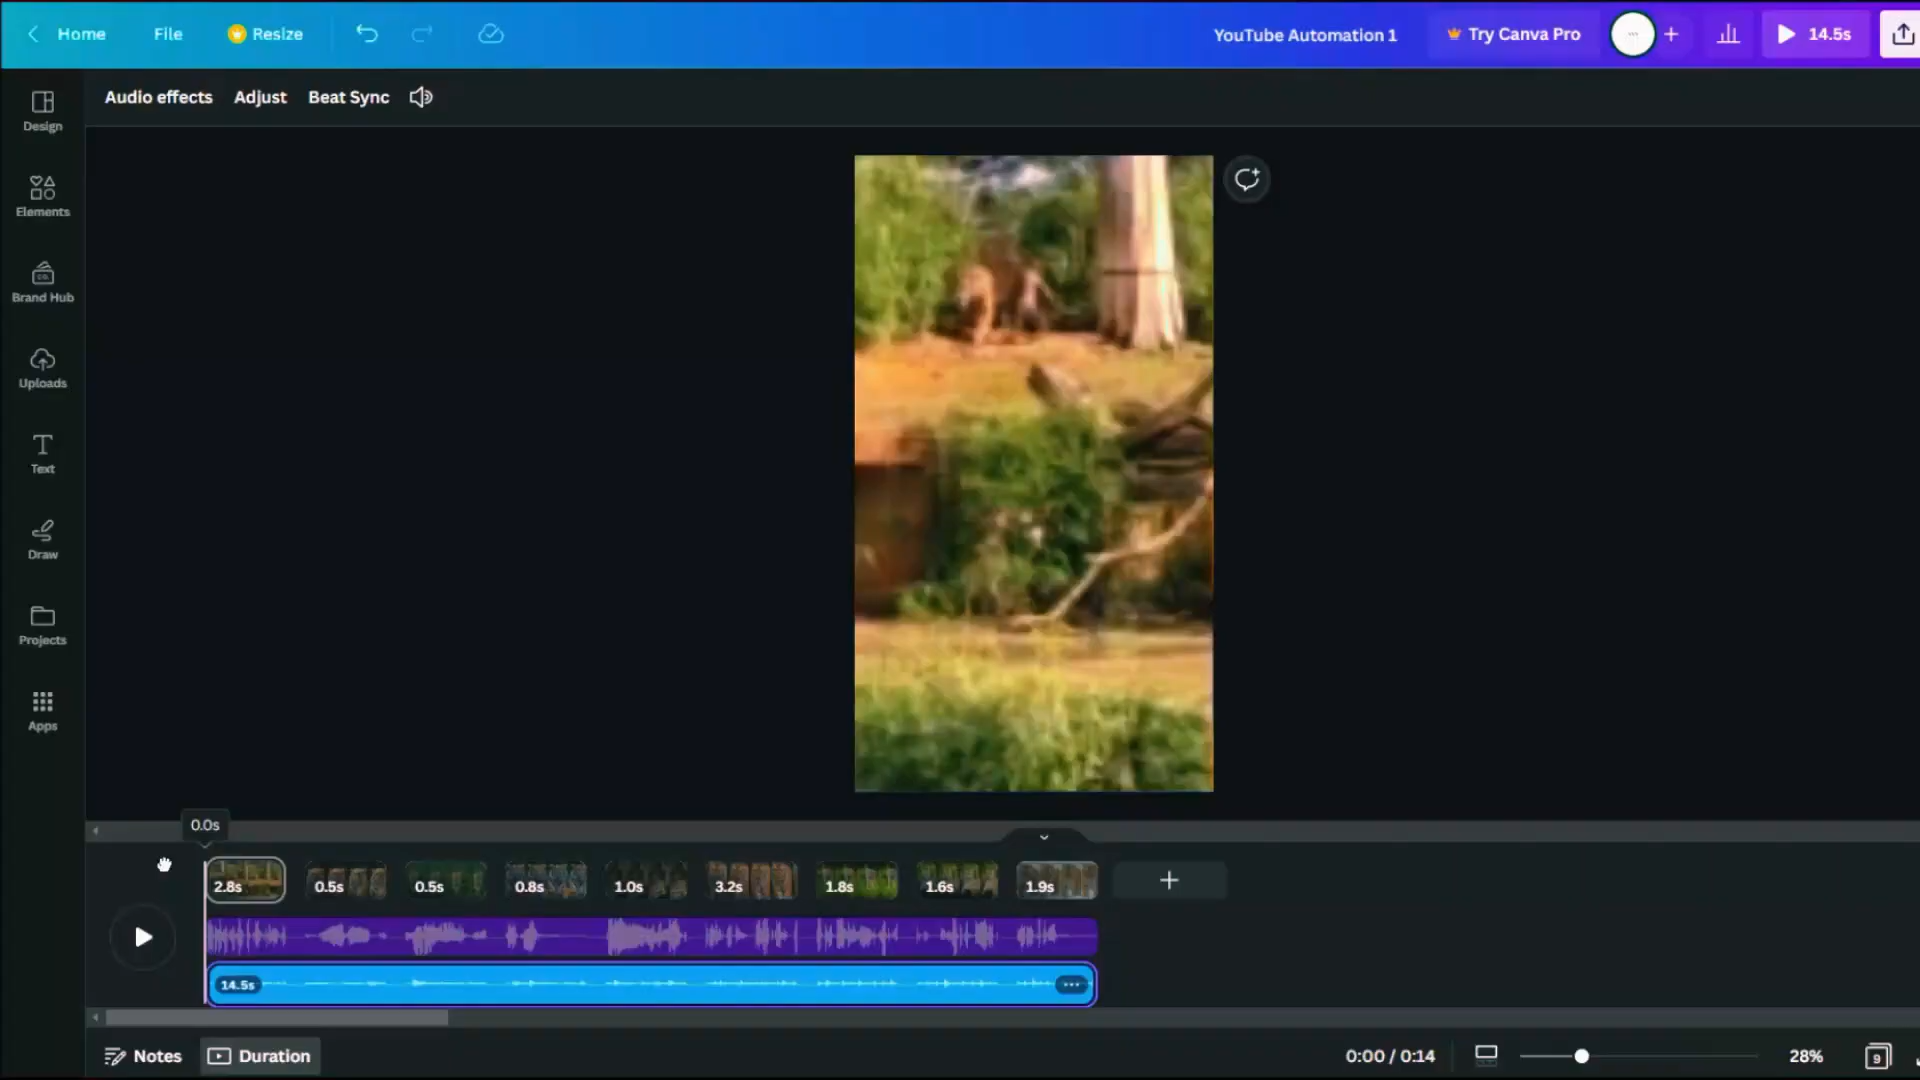 Home File Resize YouTube Automation 1 Try Canva Pro 14.5s
Audio effects Adjust Beat Sync
Design
Elements
CO.
Brand Hub
Uploads
Text
Draw
Projects
Apps
0.0s
2.8s 0.5s 0.5s 0.8s 1.0s 3.2s 1.8s 1.6s 1.9s
14.5s
Notes Duration 0:00 / 0:14 28% 9